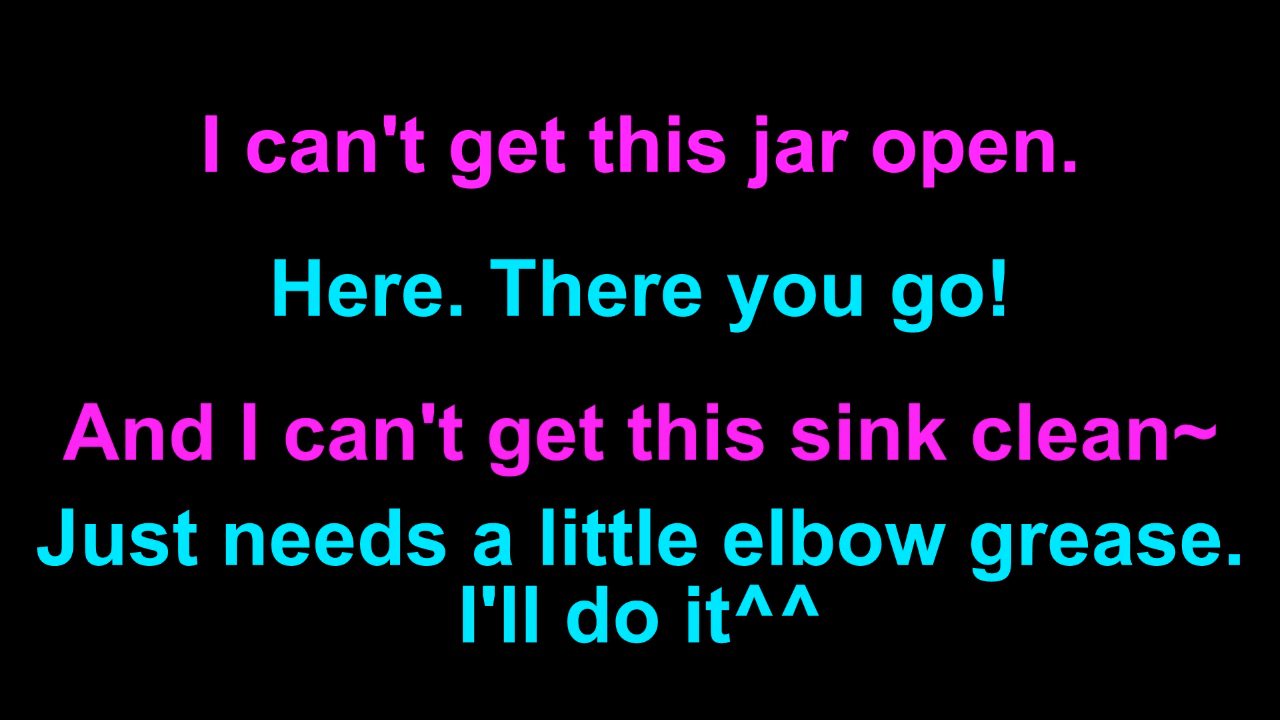 I can't get this jar open.
Here. There you go!
And I can't get this sink clean~
Just needs a little elbow grease.
I'll do it^^